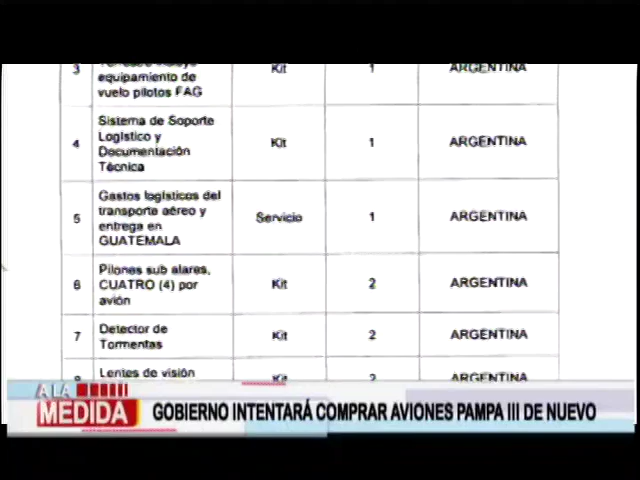 3
equipamiento de
vuelo pilotos FAG
Kit
1
ARGENTINA
4
Sistema de Soporte
Logístico y
Documentación
Técnica
Kit
1
ARGENTINA
5
Gastos logísticos del
transporte aéreo y
entrega en
GUATEMALA
Servicio
1
ARGENTINA
6
Pilones sub alares,
CUATRO (4) por
avión
Kit
2
ARGENTINA
7
Detector de
Tormentas
Kit
2
ARGENTINA
Lentes de visión
Kit
2
ARGENTINA
A LA
MEDIDA
GOBIERNO INTENTARÁ COMPRAR AVIONES PAMPA III DE NUEVO